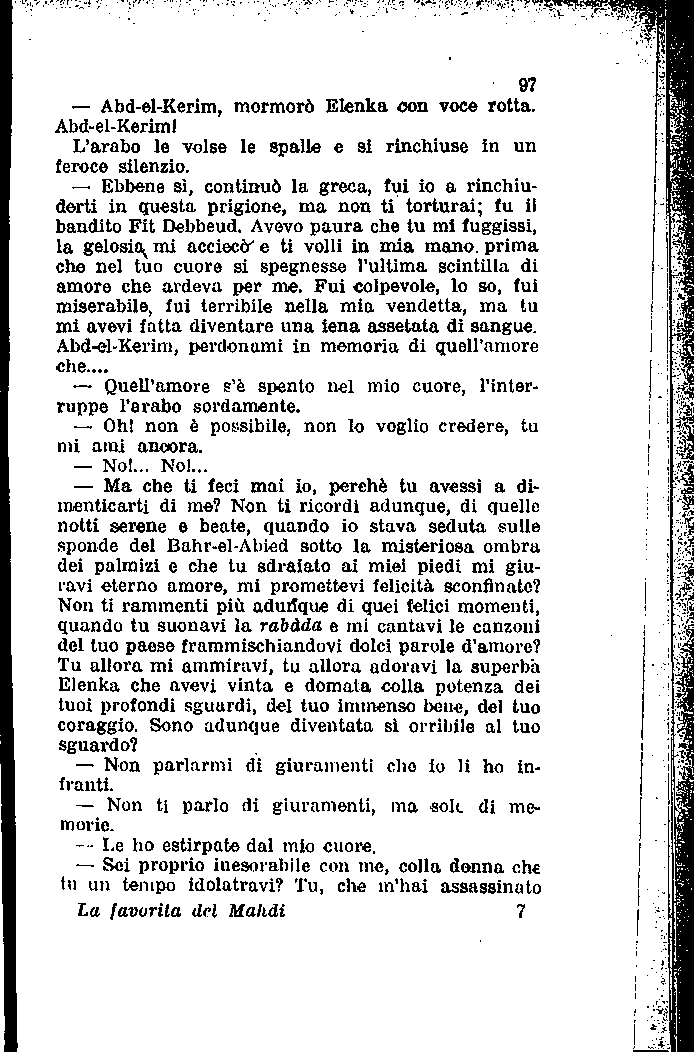 97
— Abd-el-Kerim, mormorò Elenka con voce rotta.
Abd-el-Kerim!
L'arabo le volse le spalle e si rinchiuse in un
feroce silenzio.
— Ebbene sì, continuò la greca, fui io a rinchiu-
derti in questa prigione, ma non ti torturai; fu il
bandito Fit Debbeud. Avevo paura che tu mi fuggissi,
la gelosia mi acciecò e ti volli in mia mano prima
che nel tuo cuore si spegnesse l'ultima scintilla di
amore che ardeva per me. Fui colpevole, lo so, fui
miserabile, fui terribile nella mia vendetta, ma tu
mi avevi fatta diventare una iena assetata di sangue.
Abd-el-Kerim, perdonami in memoria di quell'amore
che....
— Quell'amore s'è spento nel mio cuore, l'inter-
ruppe l'arabo sordamente.
— Oh! non è possibile, non lo voglio credere, tu
mi ami ancora.
— No!... No!...
— Ma che ti feci mai io, perchè tu avessi a di-
menticarti di me? Non ti ricordi adunque, di quelle
notti serene e beate, quando io stava seduta sulle
sponde del Bahr-el-Abied sotto la misteriosa ombra
dei palmizi e che tu sdraiato ai miei piedi mi giu-
ravi eterno amore, mi promettevi felicità sconfinate?
Non ti rammenti più adunque di quei felici momenti,
quando tu suonavi la rabàda e mi cantavi le canzoni
del tuo paese frammischiandovi dolci parole d'amore?
Tu allora mi ammiravi, tu allora adoravi la superba
Elenka che avevi vinta e domata colla potenza dei
tuoi profondi sguardi, del tuo immenso bene, del tuo
coraggio. Sono adunque diventata sì orribile al tuo
sguardo?
— Non parlarmi di giuramenti che io li ho in-
franti.
— Non ti parlo di giuramenti, ma solo di me-
morie.
— Le ho estirpate dal mio cuore.
— Sei proprio inesorabile con me, colla donna che
tu un tempo idolatravi? Tu, che m'hai assassinato
La favorita del Mahdi 7